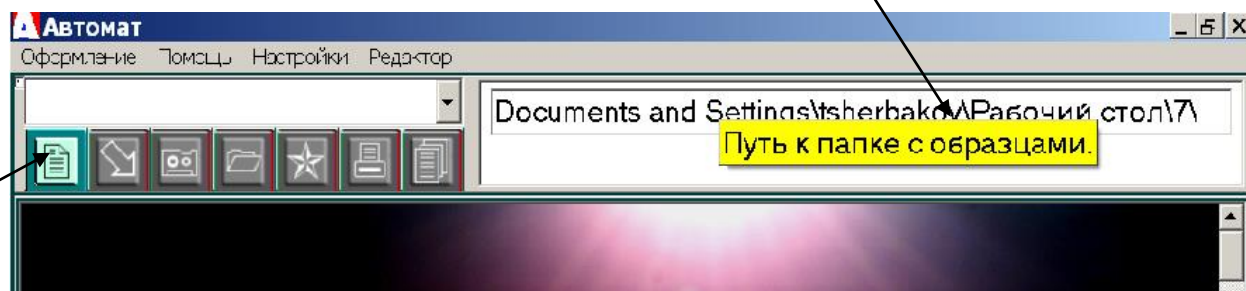 Автомат
Оформление Помощь Настройки Редактор
Documents and Settings\tsherbakov\Рабочий стол\7\
Путь к папке с образцами.